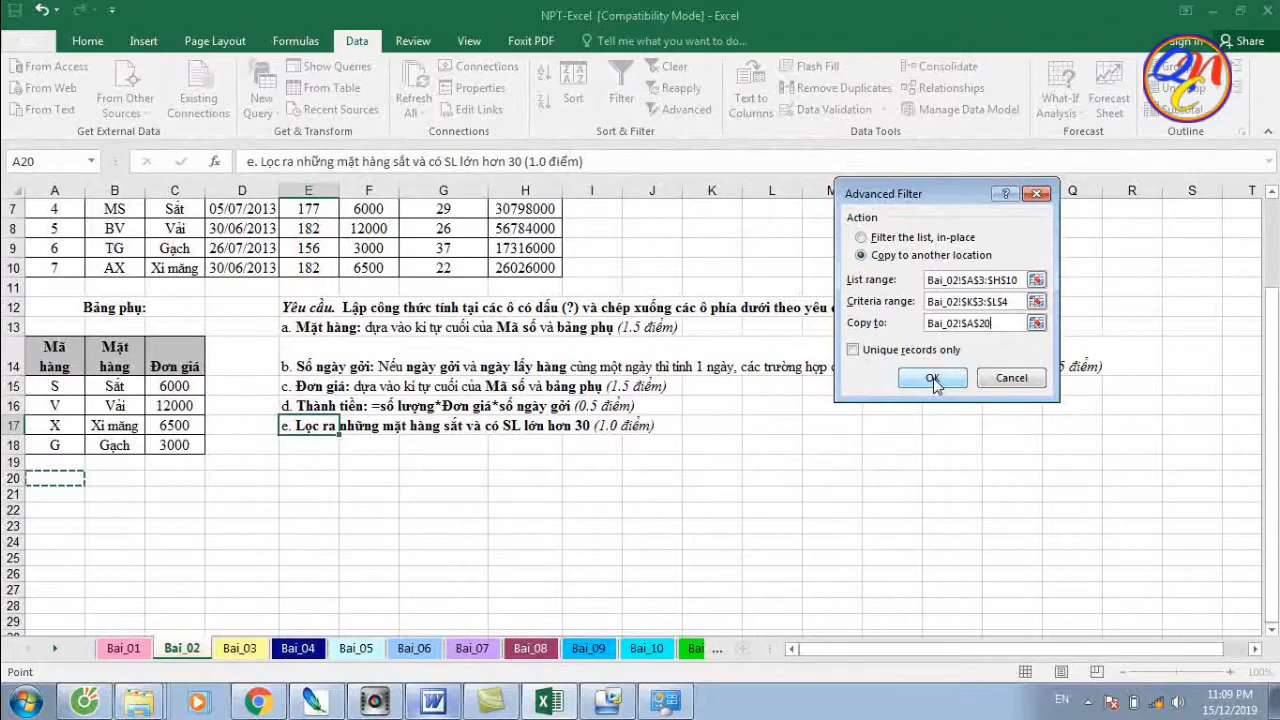 NPT-Excel [Compatibility Mode] - Excel
Home Insert Page Layout Formulas Data Review View Foxit PDF Tell me what you want to do... Sign in Share
From Access
From Web
From Text
From Other Sources
Existing Connections
Get External Data
New Query
Show Queries
From Table
Recent Sources
Get & Transform
Refresh All
Connections
Properties
Edit Links
Connections
Sort
Filter
Clear
Reapply
Advanced
Sort & Filter
Text to Columns
Flash Fill
Remove Duplicates
Data Validation
Consolidate
Relationships
Manage Data Model
Data Tools
What-If Analysis
Forecast Sheet
Forecast
Subtotal
Outline
A20 fx e. Lọc ra những mặt hàng sắt và có SL lớn hơn 30 (1.0 điểm)
A B C D E F G H I J K L M Q R S T
7 4 MS Sắt 05/07/2013 177 6000 29 30798000
8 5 BV Vải 30/06/2013 182 12000 26 56784000
9 6 TG Gạch 26/07/2013 156 3000 37 17316000
10 7 AX Xi măng 30/06/2013 182 6500 22 26026000
11
12 Bảng phụ: Yêu cầu. Lập công thức tính tại các ô có dấu (?) và chép xuống các ô phía dưới theo yêu
13 a. Mặt hàng: dựa vào kí tự cuối của Mã số và bảng phụ (1.5 điểm)
14 Mã hàng Mặt hàng Đơn giá b. Số ngày gởi: Nếu ngày gởi và ngày lấy hàng cùng một ngày thì tính 1 ngày, các trường hợp điểm)
15 S Sắt 6000 c. Đơn giá: dựa vào kí tự cuối của Mã số và bảng phụ (1.5 điểm)
16 V Vải 12000 d. Thành tiền: =số lượng*Đơn giá*số ngày gởi (0.5 điểm)
17 X Xi măng 6500 e. Lọc ra những mặt hàng sắt và có SL lớn hơn 30 (1.0 điểm)
18 G Gạch 3000
19
20
21
22
23
24
25
26
27
28
29
Advanced Filter
Action
Filter the list, in-place
Copy to another location
List range: Bai_02!$A$3:$H$10
Criteria range: Bai_02!$K$3:$L$4
Copy to: Bai_02!$A$20
Unique records only
OK Cancel
Bai_01 Bai_02 Bai_03 Bai_04 Bai_05 Bai_06 Bai_07 Bai_08 Bai_09 Bai_10 Bai ...
Point 100%
EN 11:09 PM
15/12/2019